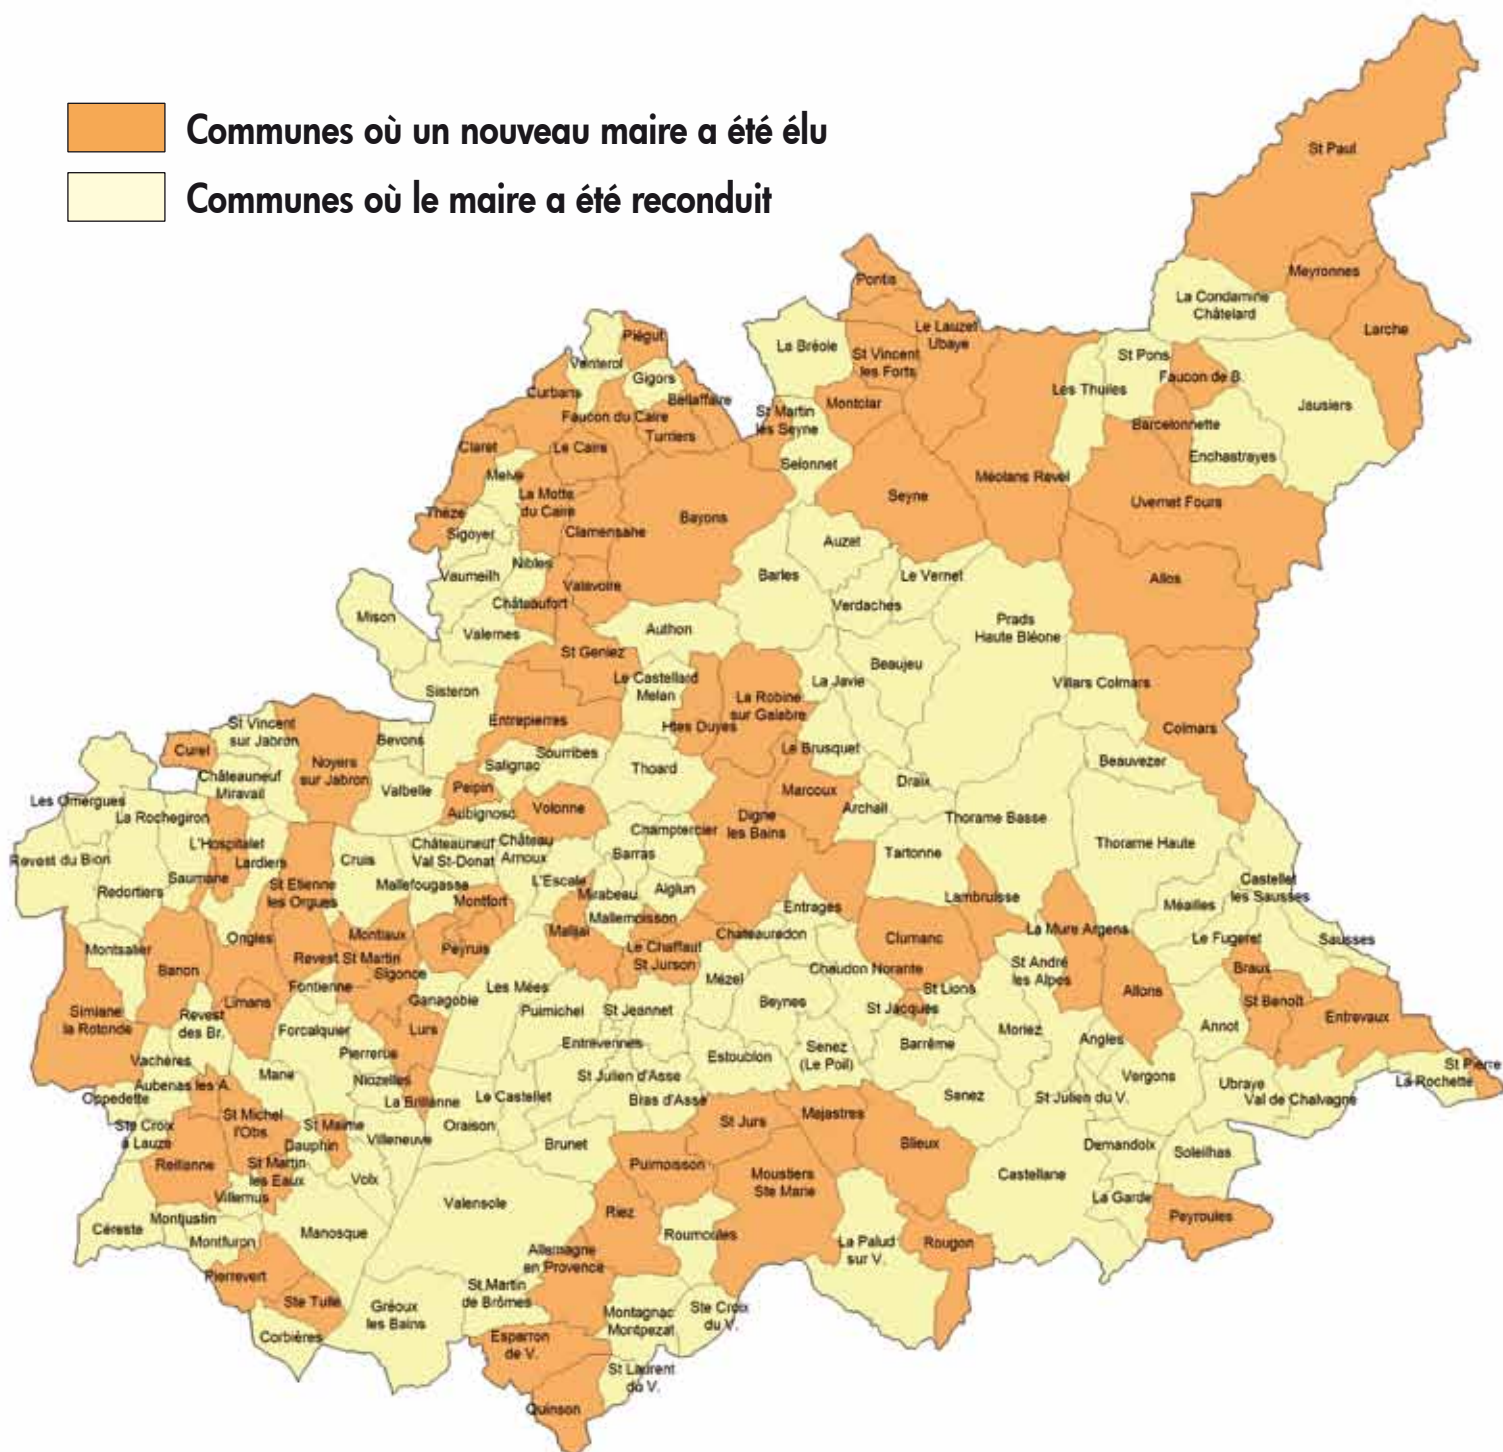 Communes où un nouveau maire a été élu
Communes où le maire a été reconduit
St Paul
Meyronnes
La Condamine
Châtelard
Larche
Pontis
Le Lauzet
Ubaye
La Bréole
St Vincent
les Forts
St Pons
Faucon de B.
Les Thuiles
Jausiers
Piégut
Venterol
Gigors
Curbans
Bellaffaire
Faucon du Caire
Turriers
St Martin
les Seyne
Montclar
Barcelonnette
Enchastrayes
Claret
Le Caire
Selonnet
Melve
Méolans Revel
Seyne
La Motte
du Caire
Uvernet Fours
Thèze
Bayons
Sigoyer
Clamensahe
Auzet
Nibles
Vaumeilh
Barles
Le Vernet
Allos
Valavoire
Châteaufort
Verdaches
Mison
Prads
Haute Bléone
Authon
Valernes
St Geniez
Beaujeu
Le Castellard
Melan
La Javie
Villars Colmars
Sisteron
La Robine
sur Galabre
Entrepierres
Htes Duyes
Colmars
St Vincent
sur Jabron
Bevons
Curel
Le Brusquet
Sourribes
Noyers
sur Jabron
Salignac
Thoard
Beauvezer
Châteauneuf
Miravail
Draix
Valbelle
Peipin
Marcoux
Les Omergues
Volonne
Archail
Aubignosc
La Rochegiron
Digne
les Bains
Thorame Basse
Champtercier
L'Hospitalet
Châteauneuf
Val St-Donat
Château
Arnoux
Thorame Haute
Revest du Bion
Lardiers
Cruis
Barras
Tartonne
Saumane
St Etienne
les Orgues
Mallefougasse
L'Escale
Mirabeau
Aiglun
Castellet
les Sausses
Redortiers
Montfort
Lambruisse
Méailles
Mallemoisson
Entrages
Montlaux
Malijai
Chateauredon
Clumanc
La Mure Argens
Ongles
Le Fugeret
Sausses
Montsalier
Peyruis
Le Chaffaut
St Jurson
Revest St Martin
Banon
Sigonce
Chaudon Norante
St André
les Alpes
Braux
Mézel
Fontienne
Les Mées
St Lions
Allons
Limans
Ganagobie
Beynes
St Benoît
Simiane
la Rotonde
Revest
des Br.
Puimichel
St Jeannet
St Jacques
Entrevaux
Forcalquier
Lurs
Moriez
Annot
Entrevennes
Angles
Pierrerue
Senez
(Le Poil)
Barrême
Vachères
Estoublon
St Pierre
Mane
Niozelles
St Julien d'Asse
Vergons
La Rochette
Aubenas les A.
Ubraye
Oppedette
La Brillanne
Le Castellet
Bras d'Asse
Senez
St Julien du V.
Val de Chalvagne
St Michel
l'Obs
Ste Croix
à Lauze
St Maime
Oraison
St Jurs
Majastres
Dauphin
Villeneuve
Brunet
Blieux
Demandolx
Soleilhas
Reillanne
St Martin
les Eaux
Puimoisson
Moustiers
Ste Marie
Castellane
Volx
Villemus
Valensole
La Garde
Riez
Montjustin
Peyroules
Céreste
Manosque
Roumoules
Montfuron
La Palud
sur V.
Rougon
Allemagne
en Provence
Pierrevert
St Martin
de Brômes
Ste Tulle
Gréoux
les Bains
Montagnac
Montpezat
Ste Croix
du V.
Corbières
Esparron
de V.
St Laurent
du V.
Quinson